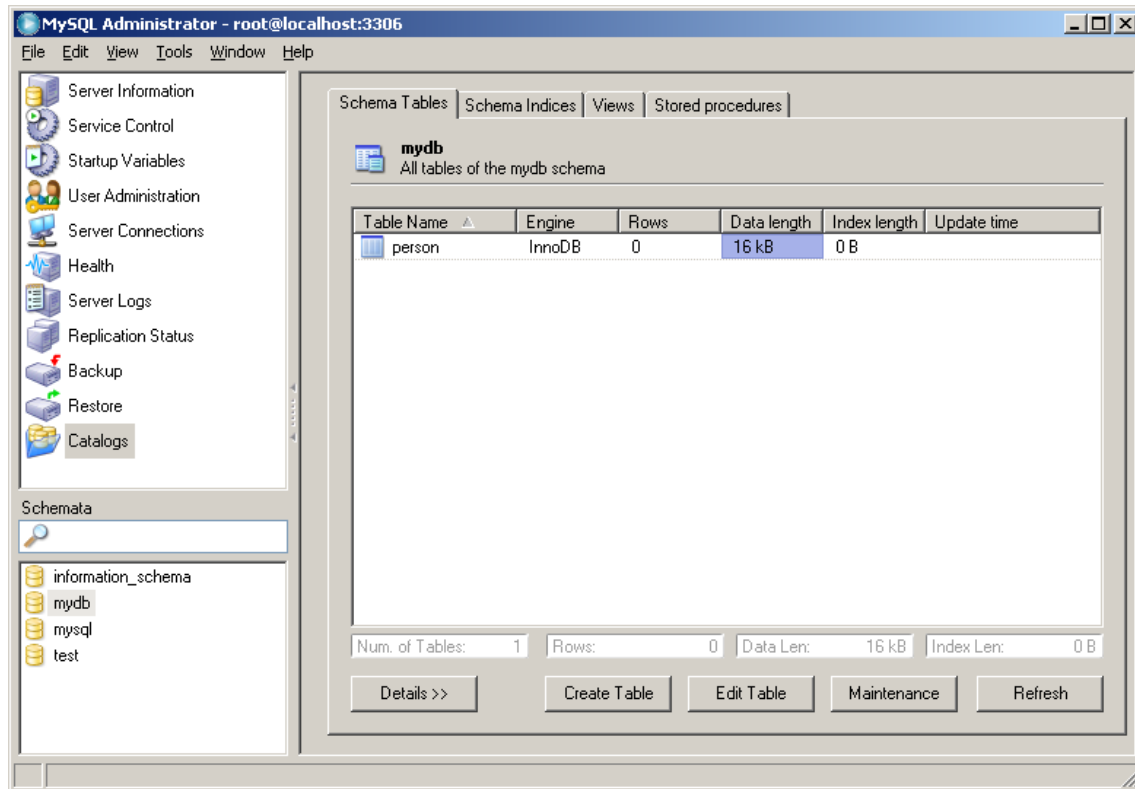 MySQL Administrator - root@localhost:3306
File Edit View Tools Window Help
Server Information
Service Control
Startup Variables
User Administration
Server Connections
Health
Server Logs
Replication Status
Backup
Restore
Catalogs
Schemata
information_schema
mydb
mysql
test
Schema Tables Schema Indices Views Stored procedures
mydb
All tables of the mydb schema
Table Name Engine Rows Data length Index length Update time
person InnoDB 0 16 kB 0 B
Num. of Tables: 1 Rows: 0 Data Len: 16 kB Index Len: 0 B
Details >> Create Table Edit Table Maintenance Refresh